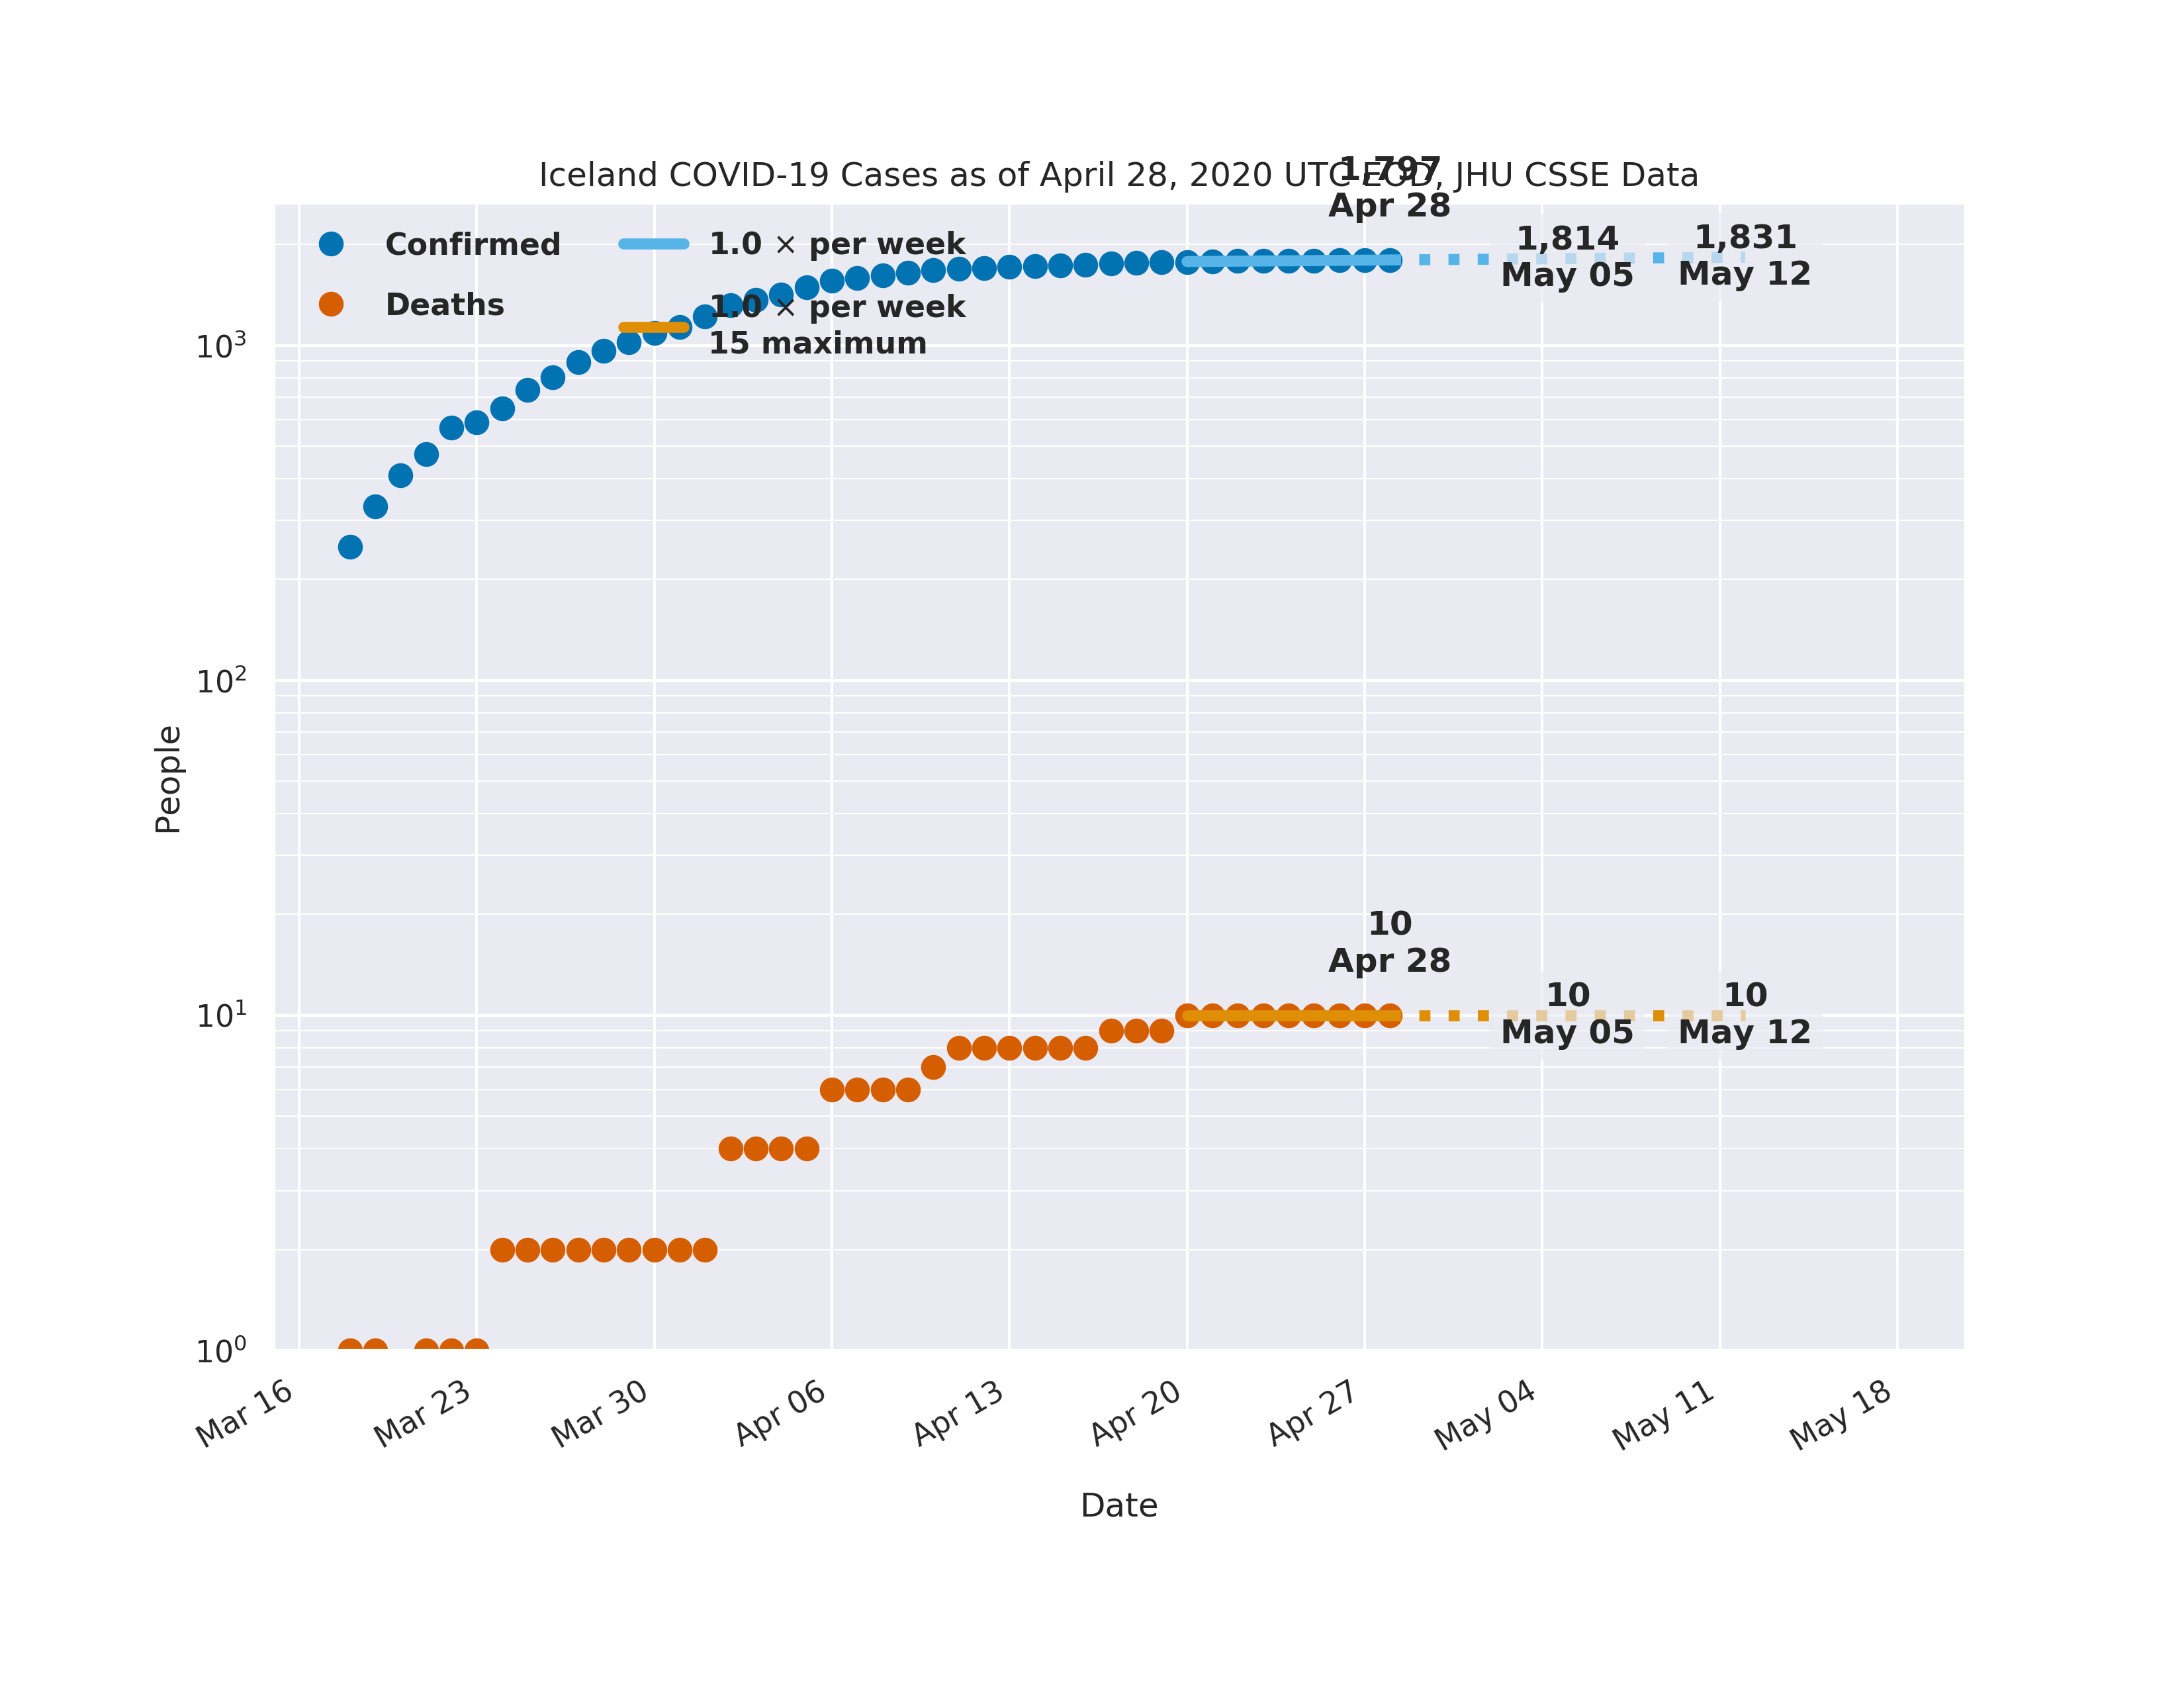 Iceland COVID-19 Cases as of April 28, 2020 UTC EOD, JHU CSSE Data
1,797
Apr 28
1,814
May 05
1,831
May 12
Confirmed
Deaths
1.0 × per week
1.0 × per week
15 maximum
10³
10²
10¹
10⁰
People
10
Apr 28
10
May 05
10
May 12
Mar 16
Mar 23
Mar 30
Apr 06
Apr 13
Apr 20
Apr 27
May 04
May 11
May 18
Date